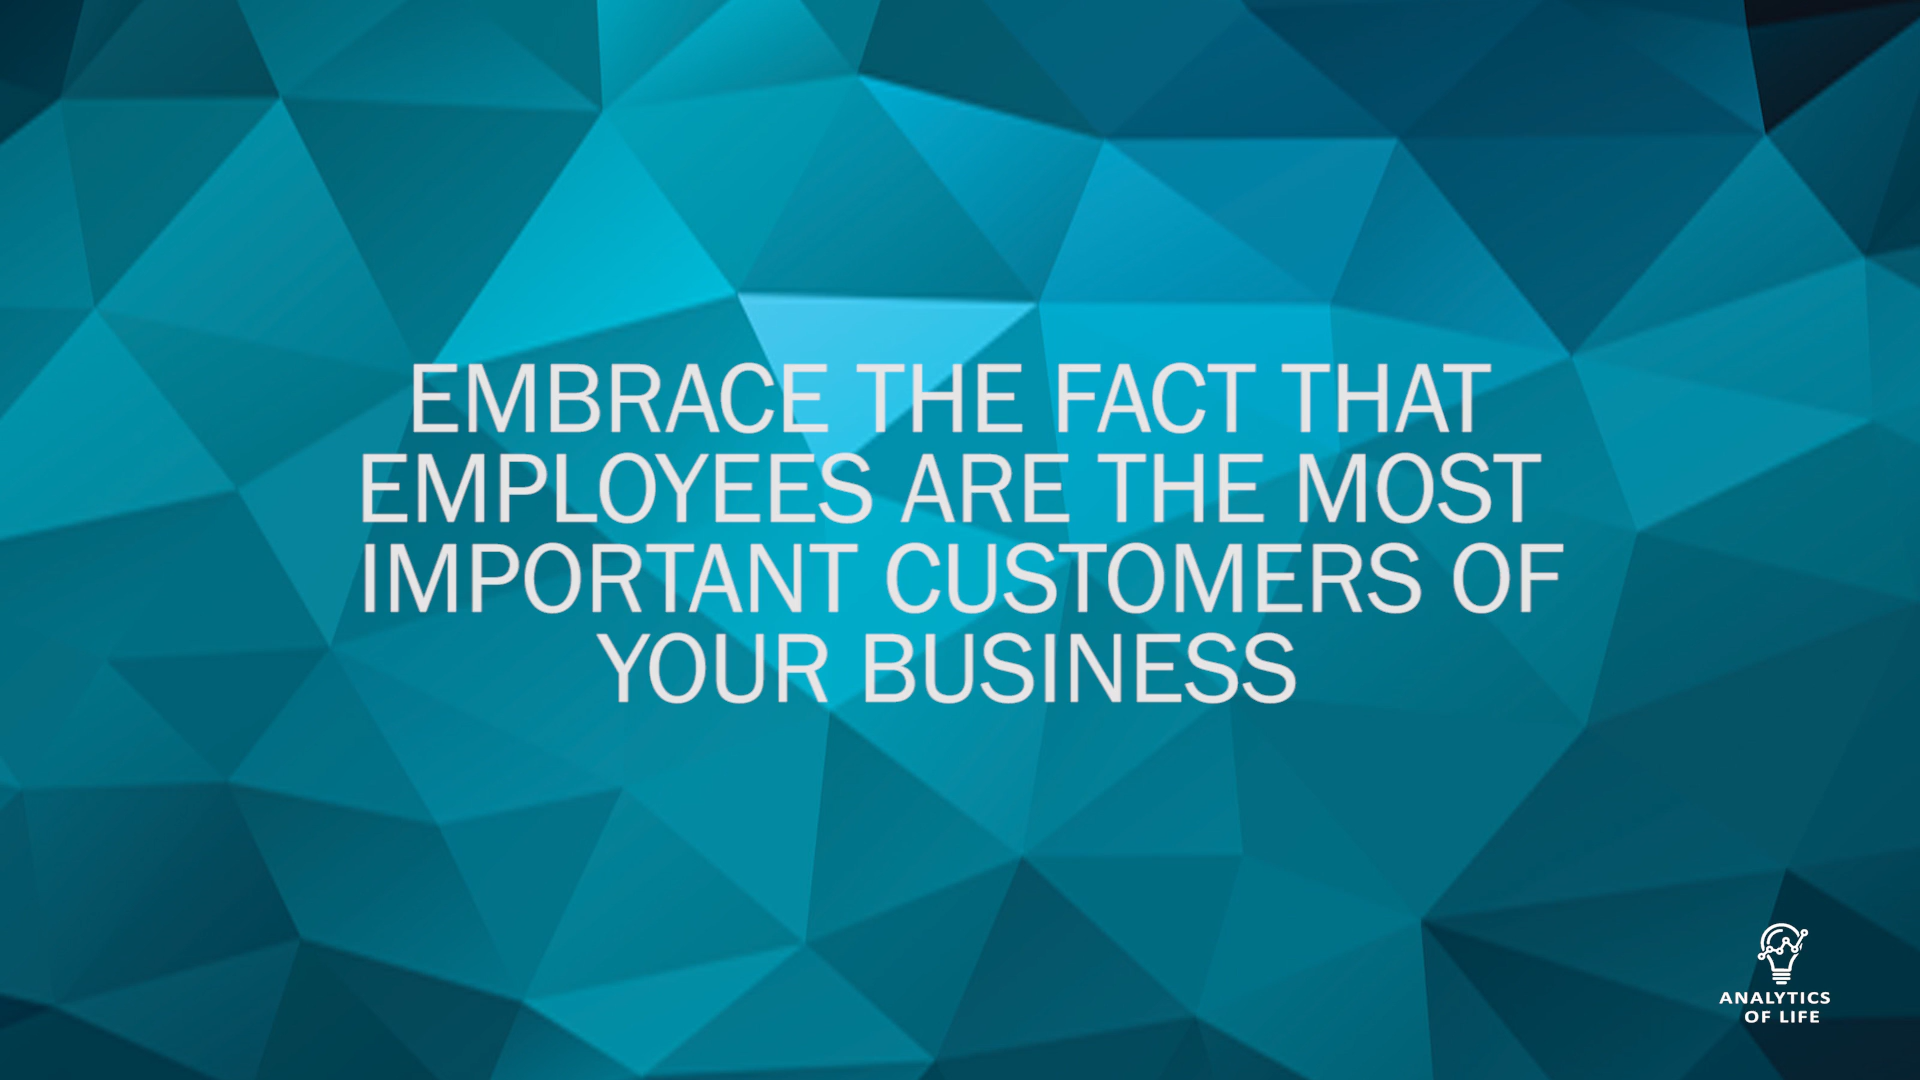 EMBRACE THE FACT THAT
EMPLOYEES ARE THE MOST
IMPORTANT CUSTOMERS OF
YOUR BUSINESS
ANALYTICS
OF LIFE